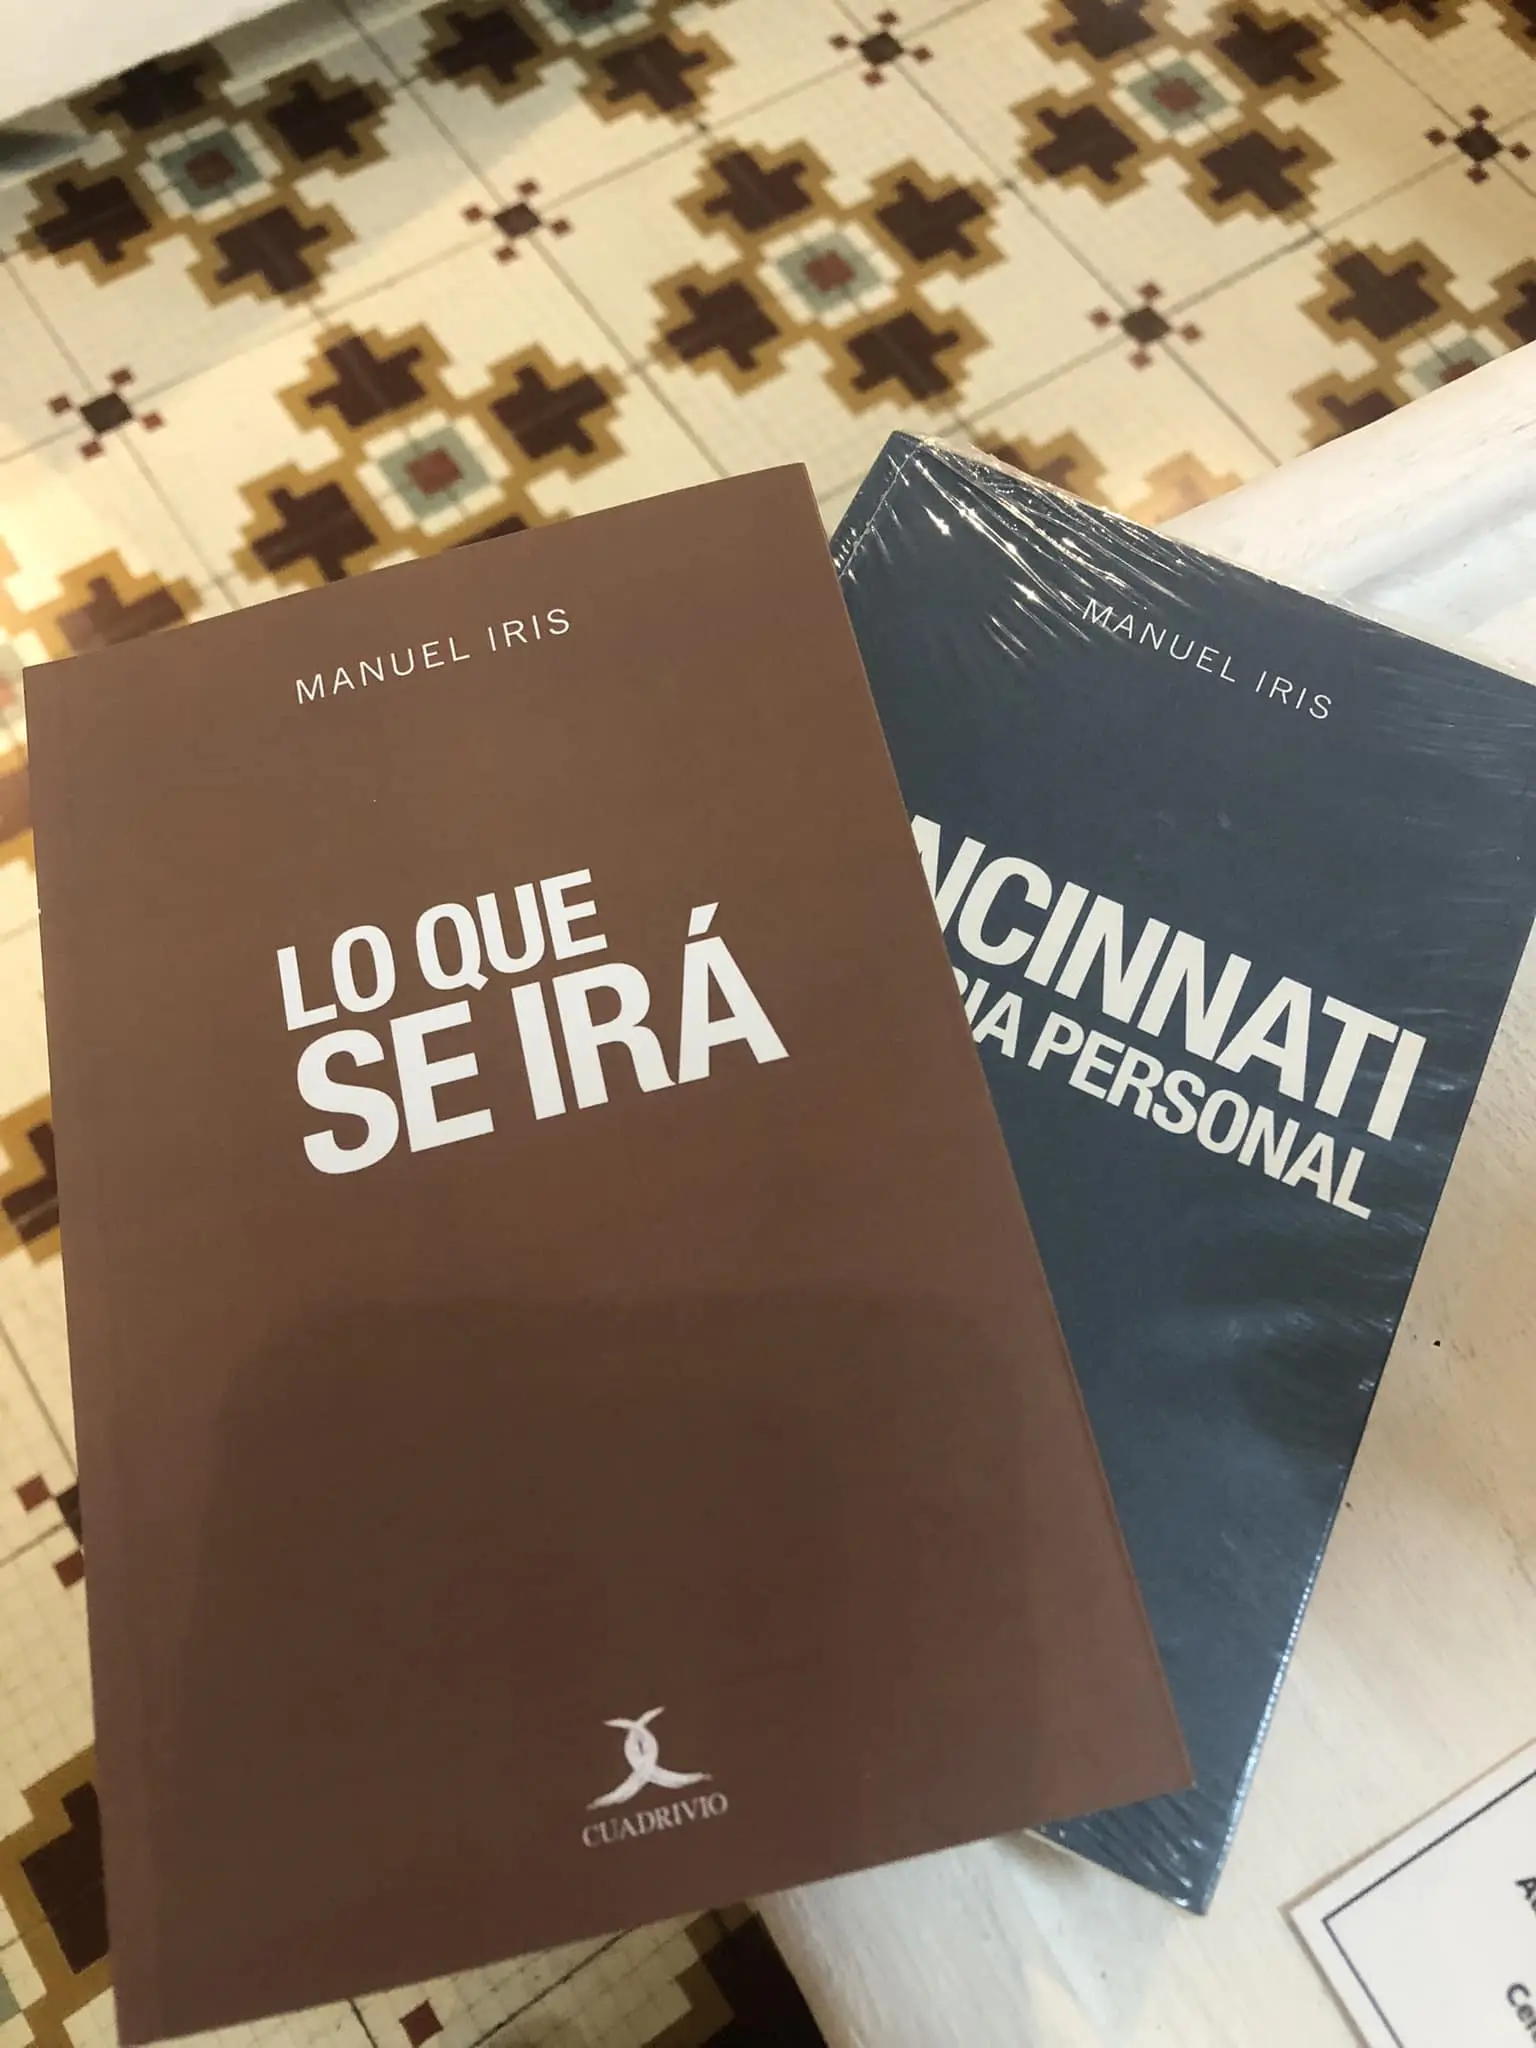 MANUEL IRIS
LO QUE
SE IRÁ
CUADRIVIO
MANUEL IRIS
NCINNATI
IA PERSONAL